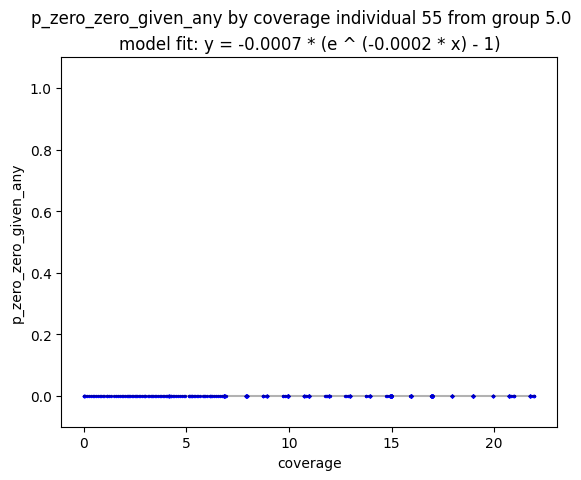 p_zero_zero_given_any by coverage individual 55 from group 5.0
model fit: y = -0.0007 * (e ^ (-0.0002 * x) - 1)
1.0
0.8
0.6
0.4
0.2
0.0
p_zero_zero_given_any
0 5 10 15 20
coverage